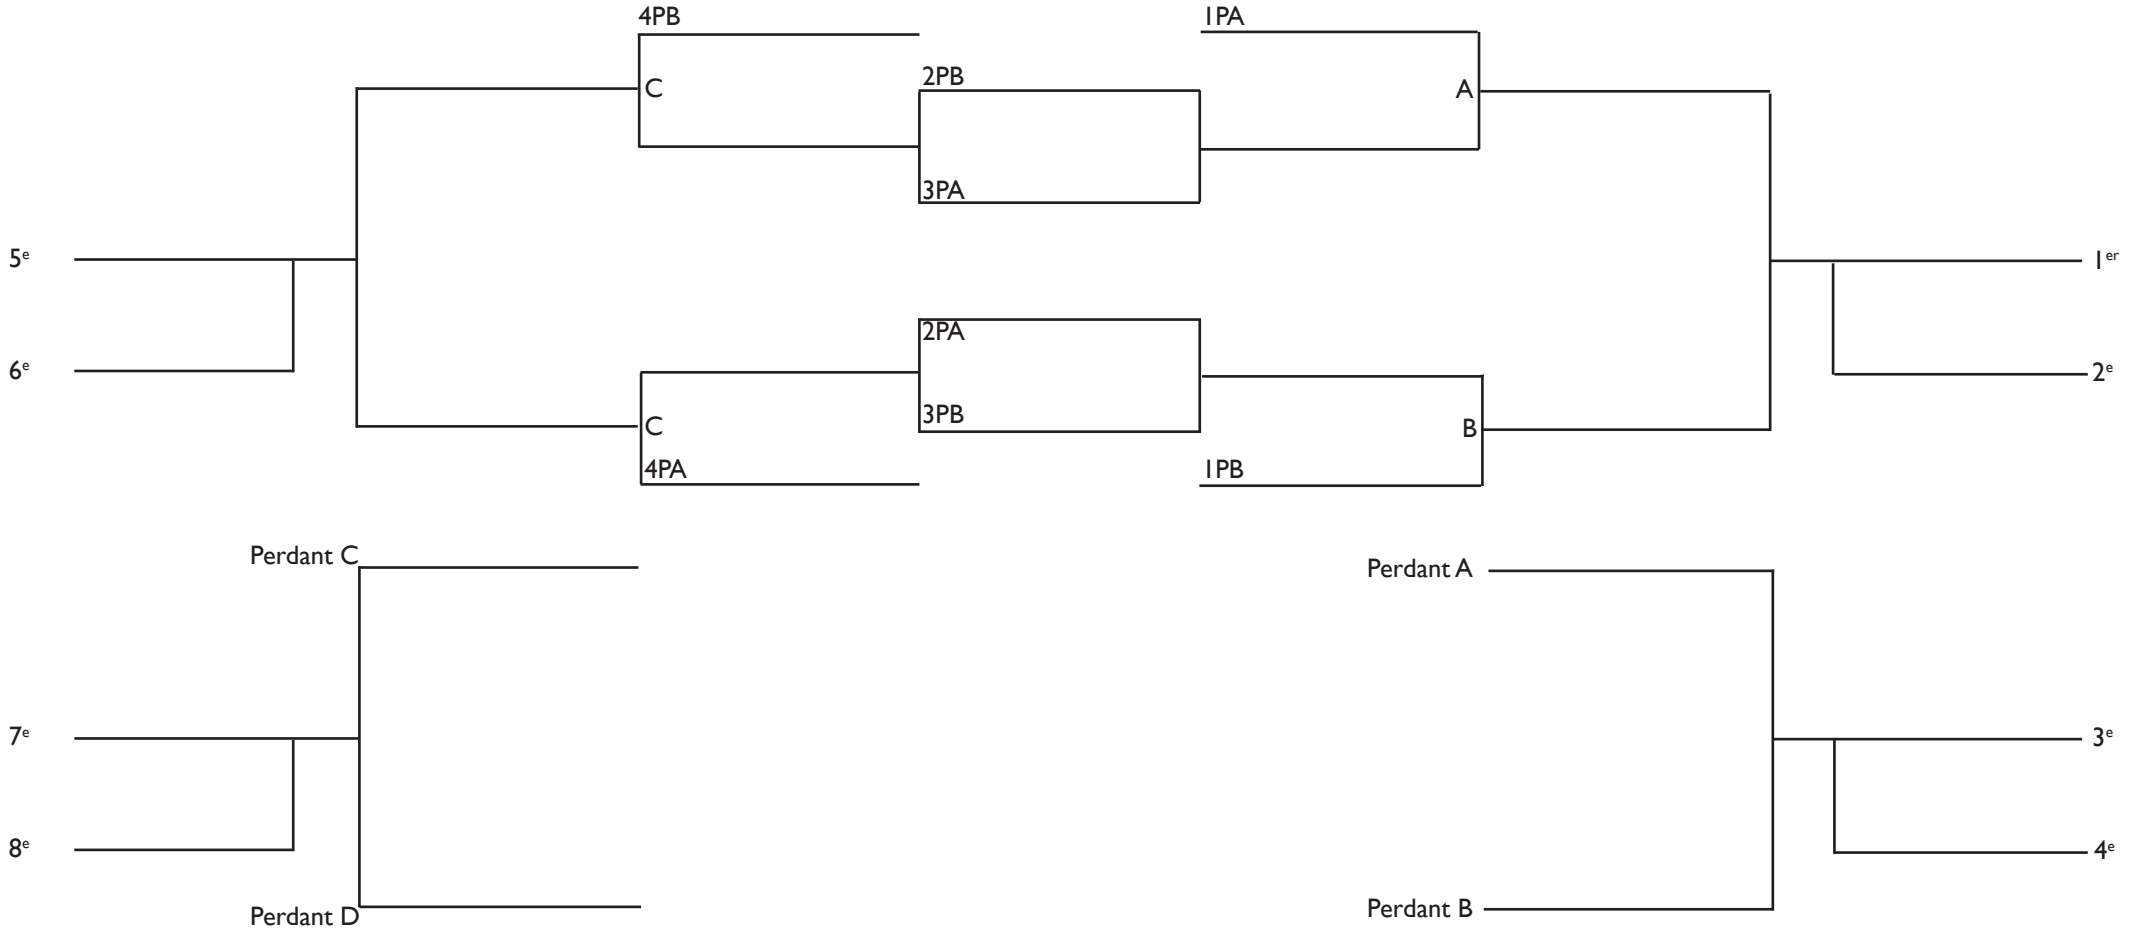 4PB
1PA
2PB
C
A
3PA
5e
1er
2PA
6e
2e
3PB
C
B
4PA
1PB
Perdant C
Perdant A
7e
3e
8e
4e
Perdant D
Perdant B